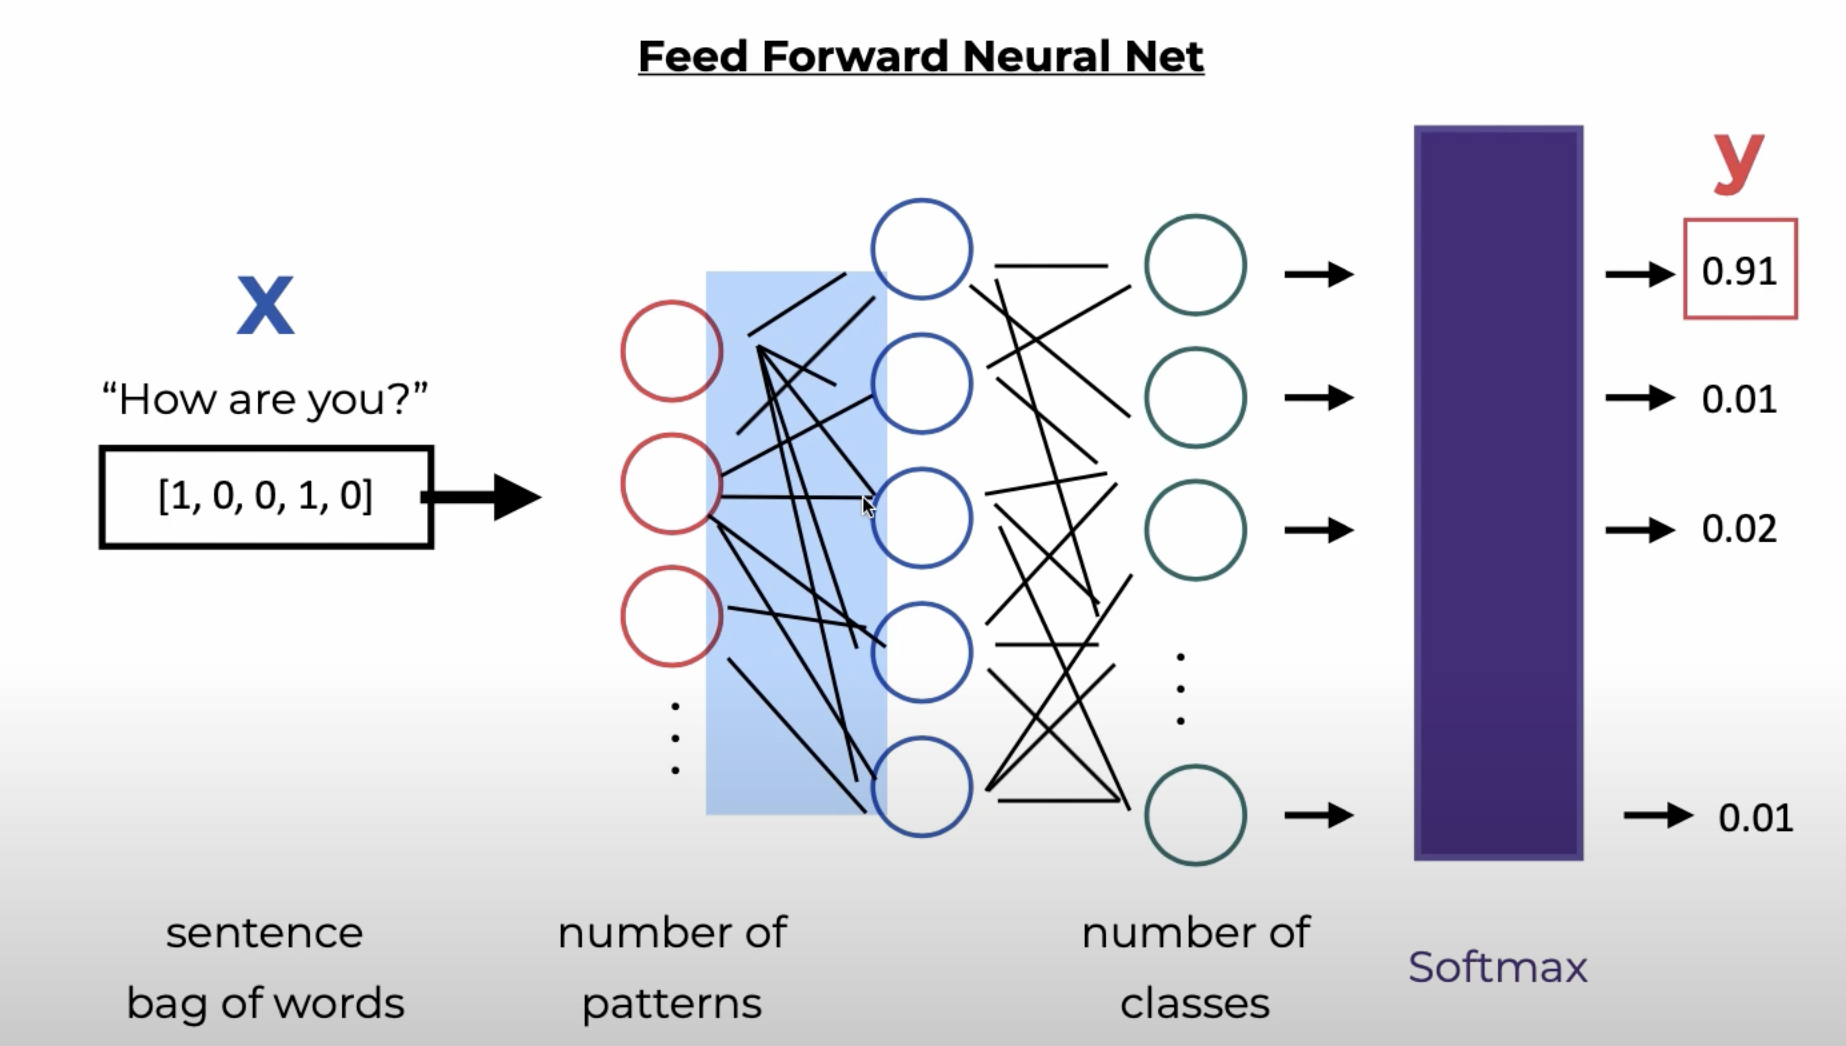 Feed Forward Neural Net
X
“How are you?”
[1, 0, 0, 1, 0]
y
0.91
0.01
0.02
0.01
sentence
bag of words
number of
patterns
number of
classes
Softmax